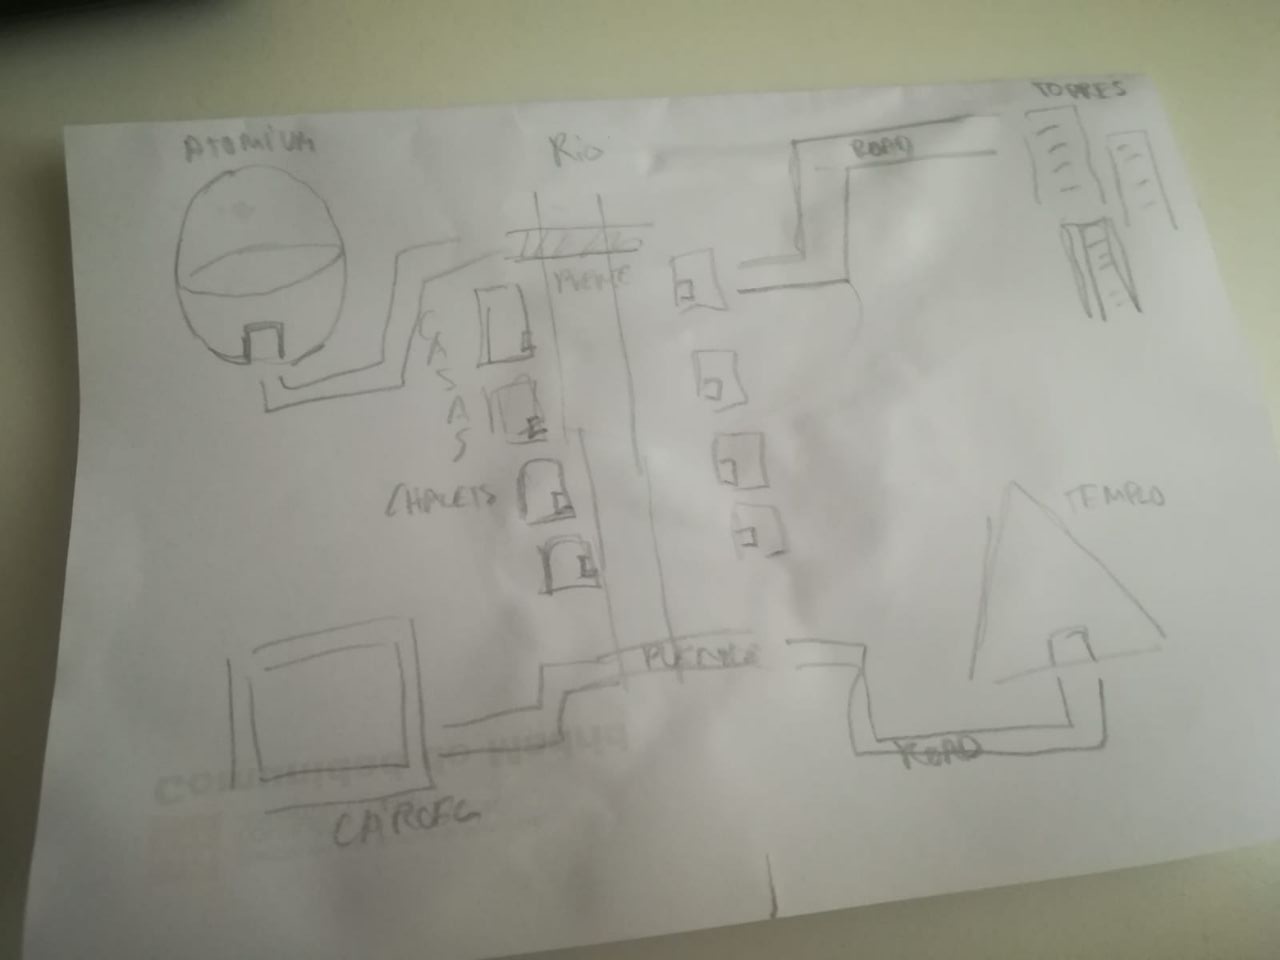 TORRES
ATOMIUM
Rio
ROAD
PUENTE
CASAS
CHALETS
TEMPLO
PUENTE
ROAD
CARCEL